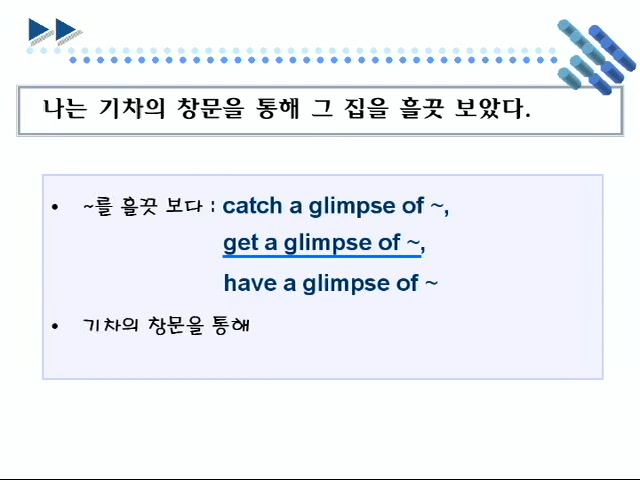 나는 기차의 창문을 통해 그 집을 흘끗 보았다.
• ~를 흘끗 보다 : catch a glimpse of ~,
get a glimpse of ~,
have a glimpse of ~
• 기차의 창문을 통해